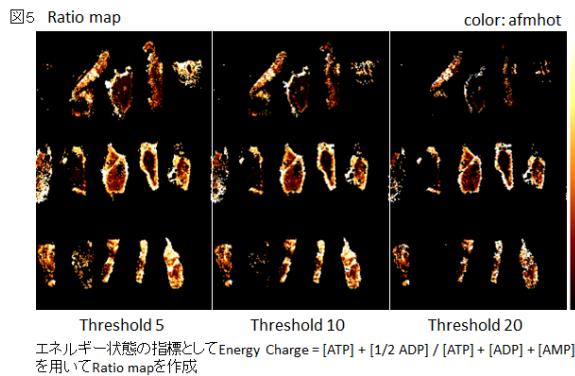 図5 Ratio map
color: afmhot
Threshold 5
Threshold 10
Threshold 20
エネルギー状態の指標としてEnergy Charge = [ATP] + [1/2 ADP] / [ATP] + [ADP] + [AMP]
を用いてRatio mapを作成